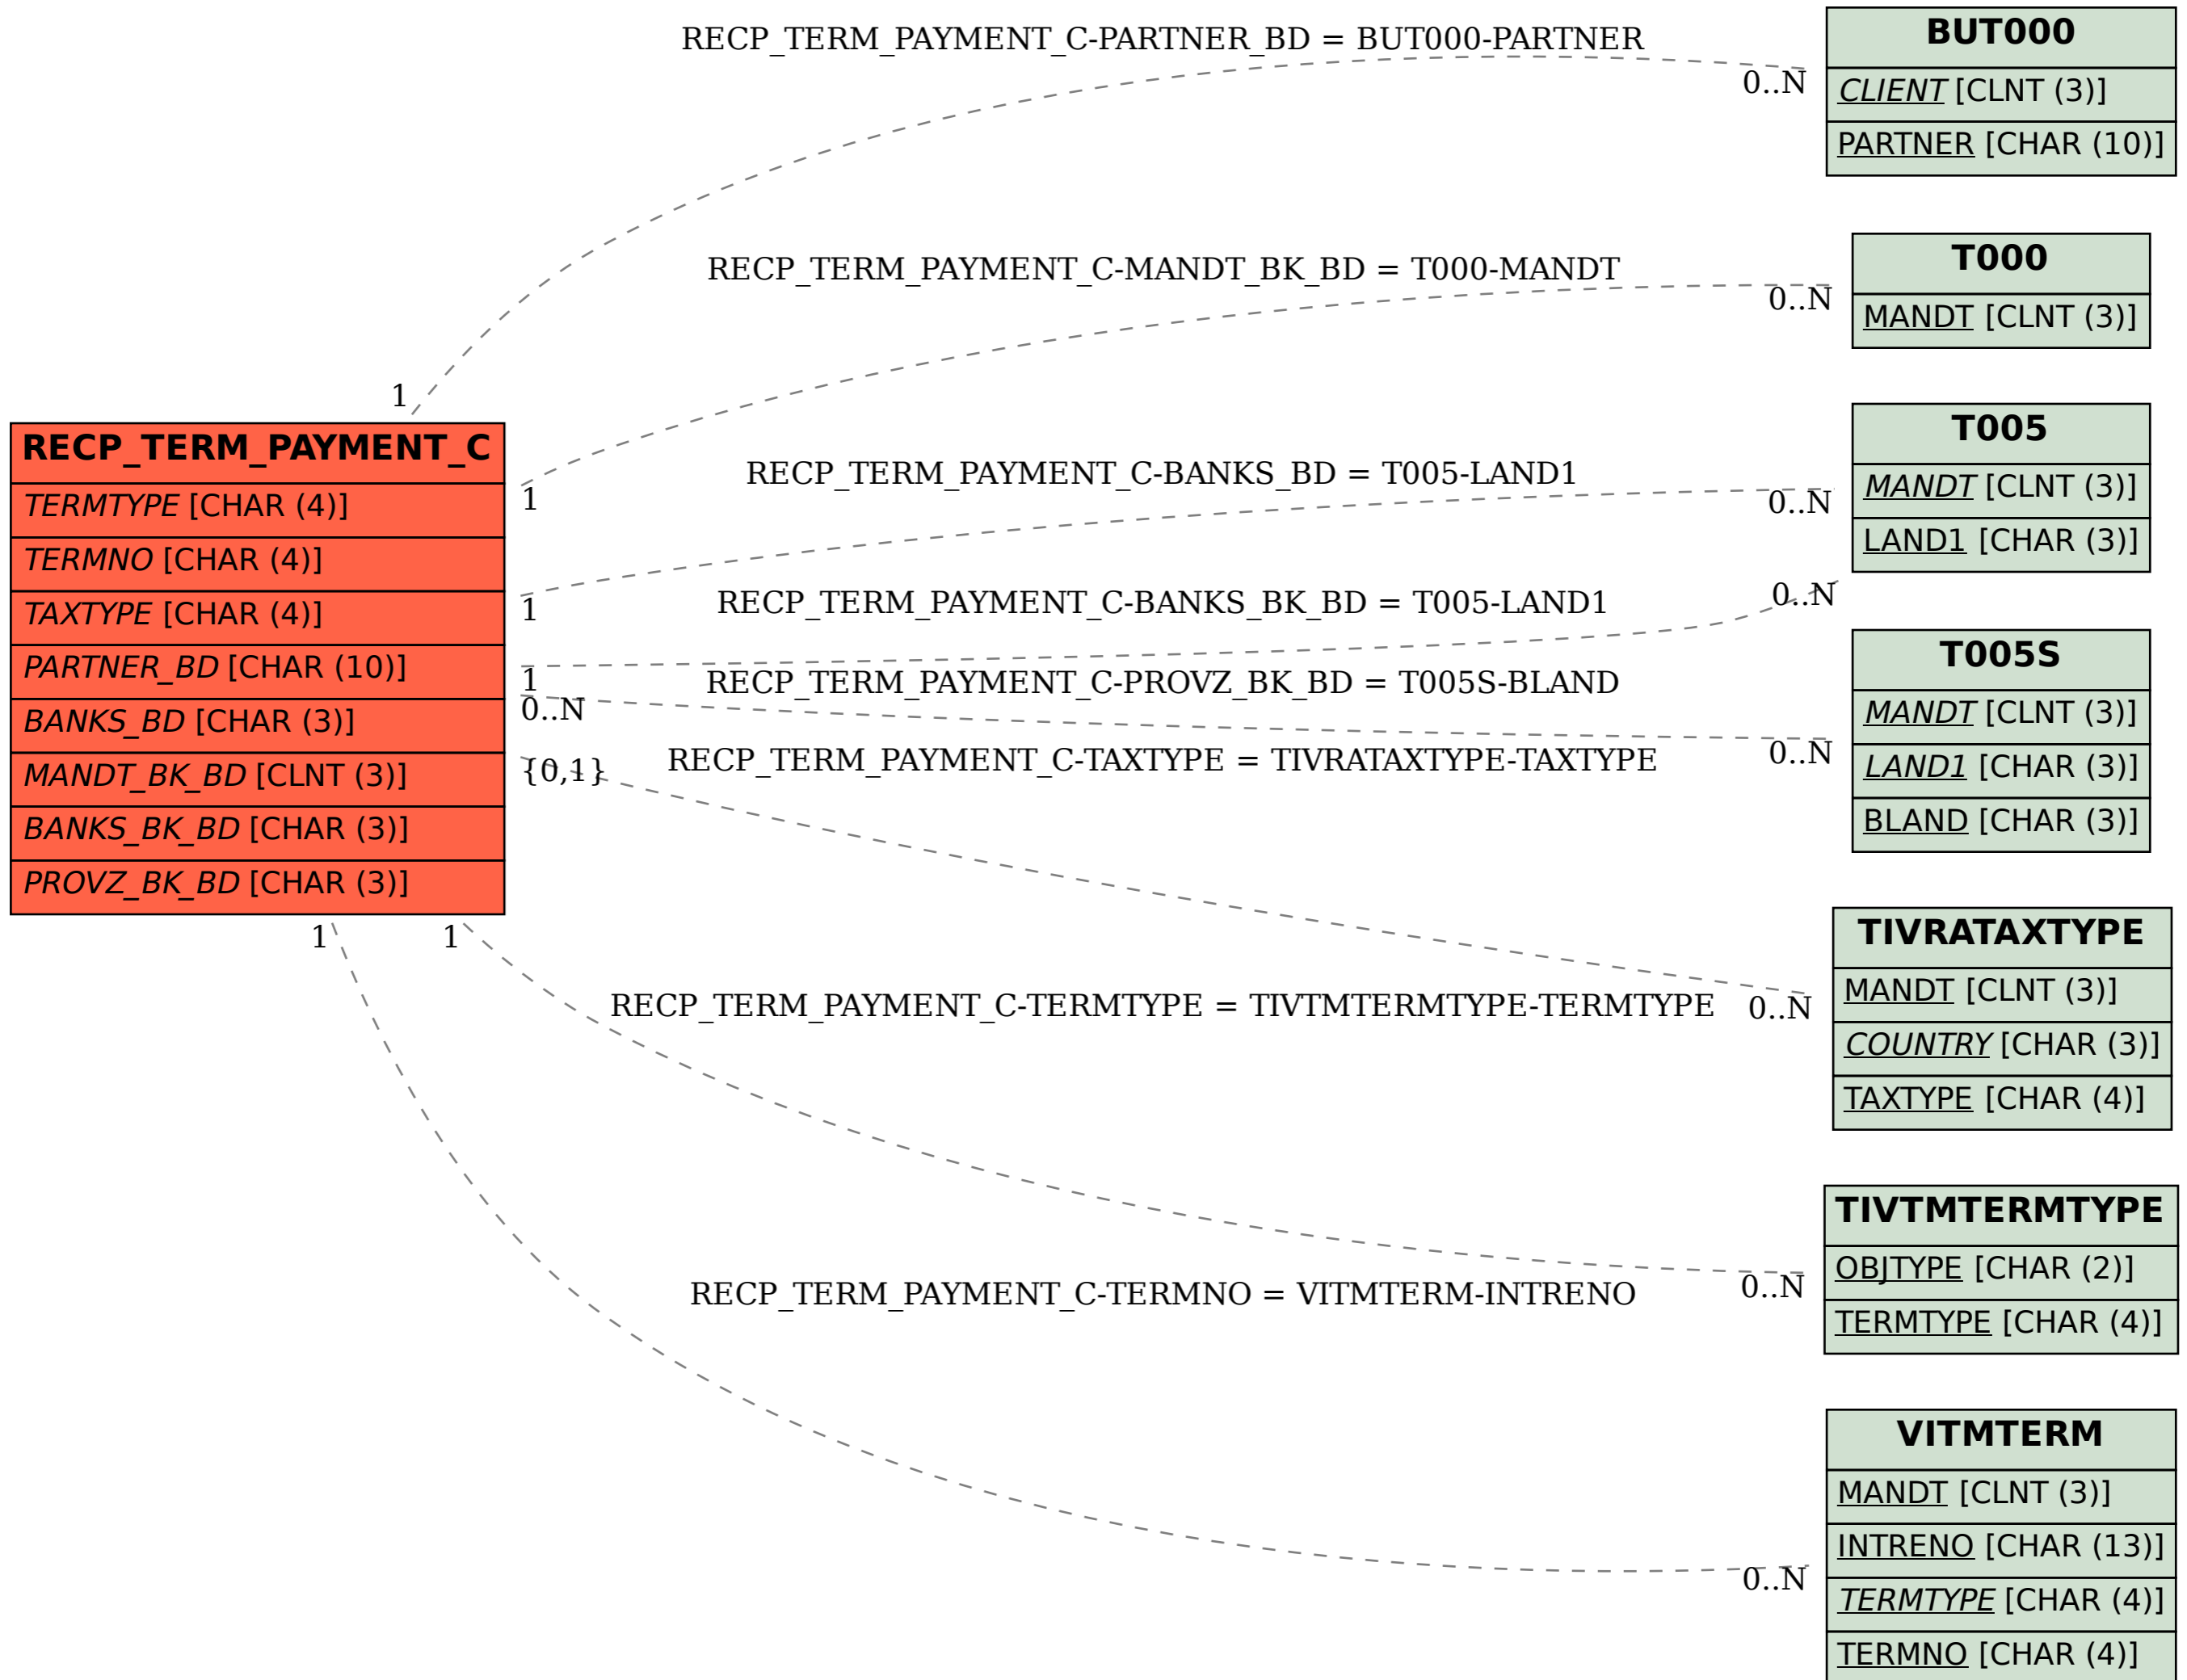 RECP_TERM_PAYMENT_C-PARTNER_BD = BUT000-PARTNER
1
0..N
RECP_TERM_PAYMENT_C-MANDT_BK_BD = T000-MANDT
1
0..N
RECP_TERM_PAYMENT_C-BANKS_BD = T005-LAND1
1
0..N
RECP_TERM_PAYMENT_C-BANKS_BK_BD = T005-LAND1
1
0..N
RECP_TERM_PAYMENT_C-PROVZ_BK_BD = T005S-BLAND
0..N
0..N
RECP_TERM_PAYMENT_C-TAXTYPE = TIVRATAXTYPE-TAXTYPE
{0,1}
0..N
RECP_TERM_PAYMENT_C-TERMTYPE = TIVTMTERMTYPE-TERMTYPE
1
0..N
RECP_TERM_PAYMENT_C-TERMNO = VITMTERM-INTRENO
1
0..N
RECP_TERM_PAYMENT_C
TERMTYPE [CHAR (4)]
TERMNO [CHAR (4)]
TAXTYPE [CHAR (4)]
PARTNER_BD [CHAR (10)]
BANKS_BD [CHAR (3)]
MANDT_BK_BD [CLNT (3)]
BANKS_BK_BD [CHAR (3)]
PROVZ_BK_BD [CHAR (3)]
BUT000
CLIENT [CLNT (3)]
PARTNER [CHAR (10)]
T000
MANDT [CLNT (3)]
T005
MANDT [CLNT (3)]
LAND1 [CHAR (3)]
T005S
MANDT [CLNT (3)]
LAND1 [CHAR (3)]
BLAND [CHAR (3)]
TIVRATAXTYPE
MANDT [CLNT (3)]
COUNTRY [CHAR (3)]
TAXTYPE [CHAR (4)]
TIVTMTERMTYPE
OBJTYPE [CHAR (2)]
TERMTYPE [CHAR (4)]
VITMTERM
MANDT [CLNT (3)]
INTRENO [CHAR (13)]
TERMTYPE [CHAR (4)]
TERMNO [CHAR (4)]